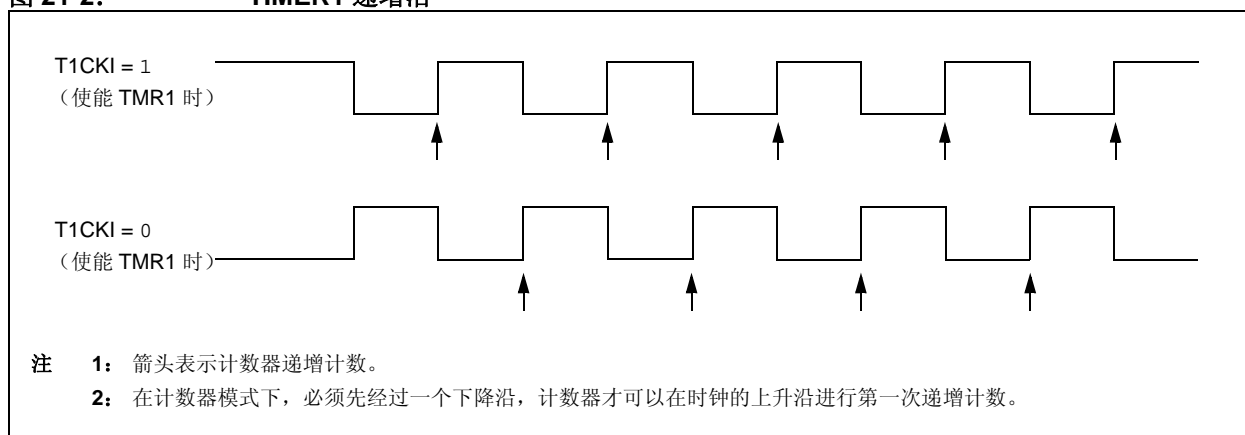 图 21-2： TIMER1 递增沿
T1CKI = 1
（使能 TMR1 时）
T1CKI = 0
（使能 TMR1 时）
注 1： 箭头表示计数器递增计数。
2： 在计数器模式下，必须先经过一个下降沿，计数器才可以在时钟的上升沿进行第一次递增计数。